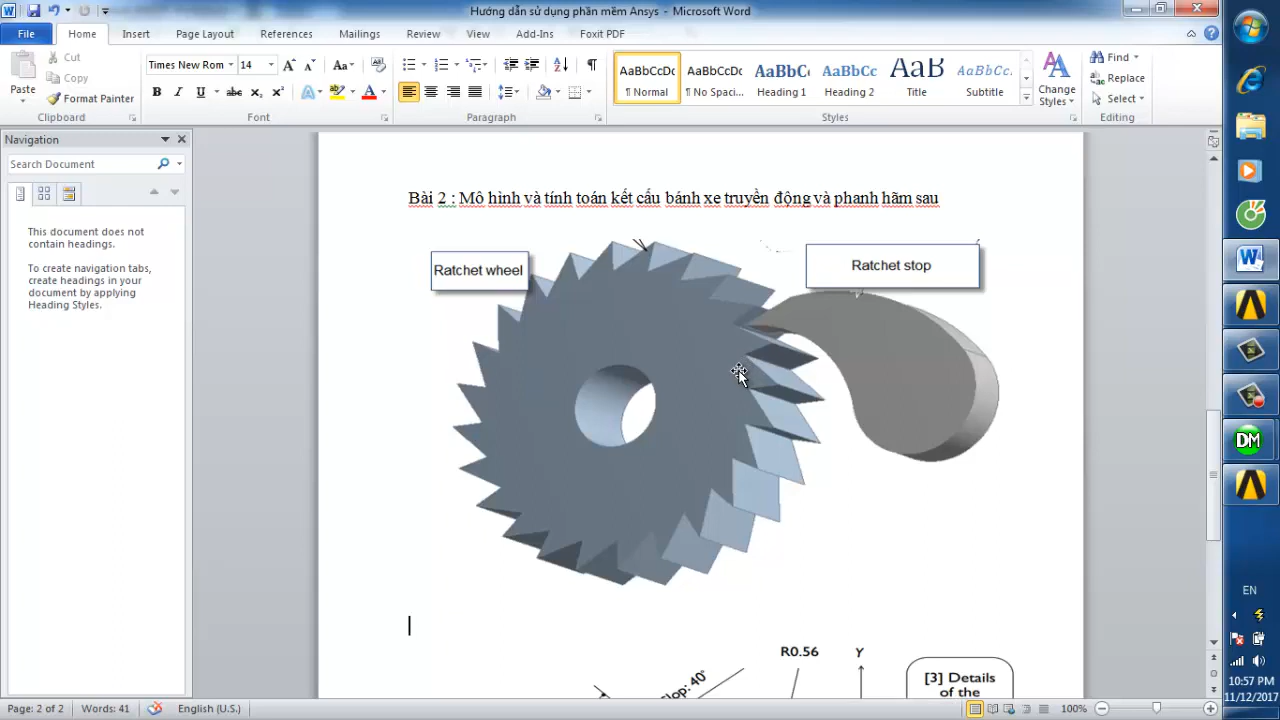 Hướng dẫn sử dụng phần mềm Ansys - Microsoft Word
File Home Insert Page Layout References Mailings Review View Add-Ins Foxit PDF
Paste
Cut
Copy
Format Painter
Clipboard
Times New Rom 14
Font
Paragraph
AaBbCcDc AaBbCcDc AaBbCc AaBbCc AaB AaBbCcDc
¶ Normal ¶ No Spaci... Heading 1 Heading 2 Title Subtitle
Change Styles
Styles
Find
Replace
Select
Editing
Navigation
Search Document
This document does not
contain headings.
To create navigation tabs,
create headings in your
document by applying
Heading Styles.
Bài 2 : Mô hình và tính toán kết cấu bánh xe truyền động và phanh hãm sau
Ratchet wheel
Ratchet stop
R0.56
Y
Slop: 40°
[3] Details
of the
Page: 2 of 2 Words: 41 English (U.S.) 100%
DM
EN
10:57 PM
11/12/2017